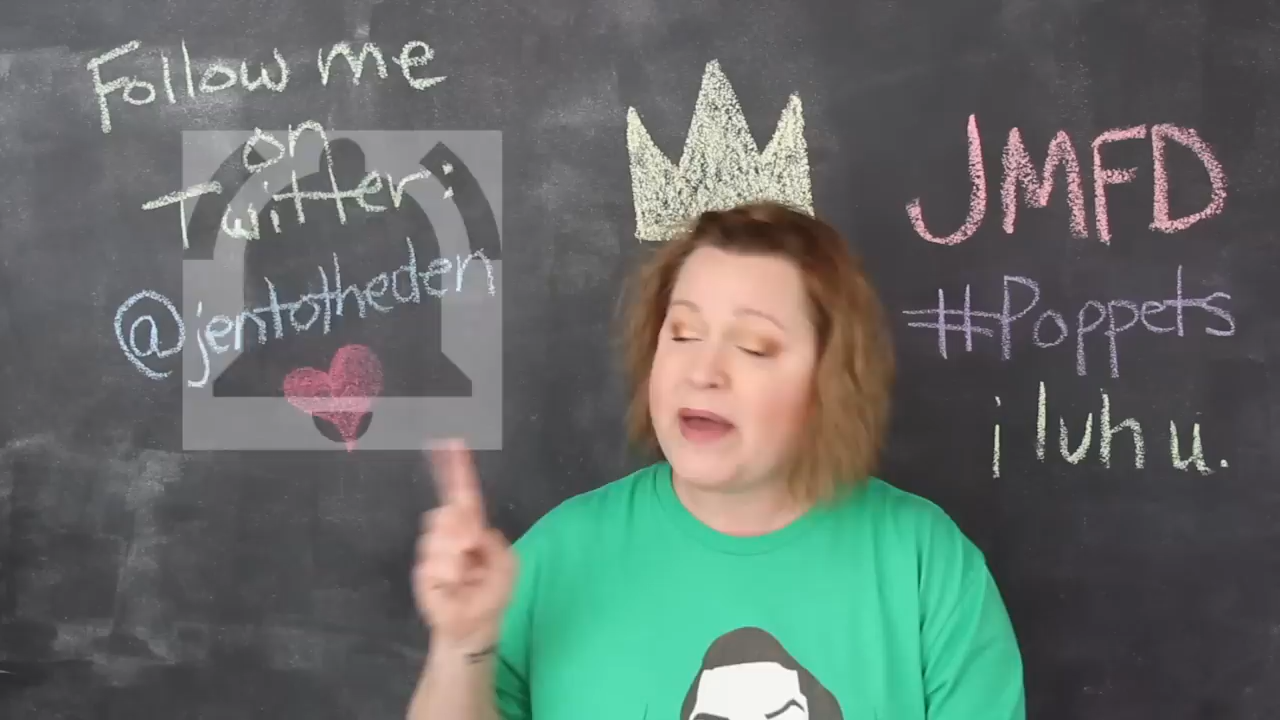 Follow me
on
Twitter:
@jentotheden
JMFD
#Poppets
i luh u.